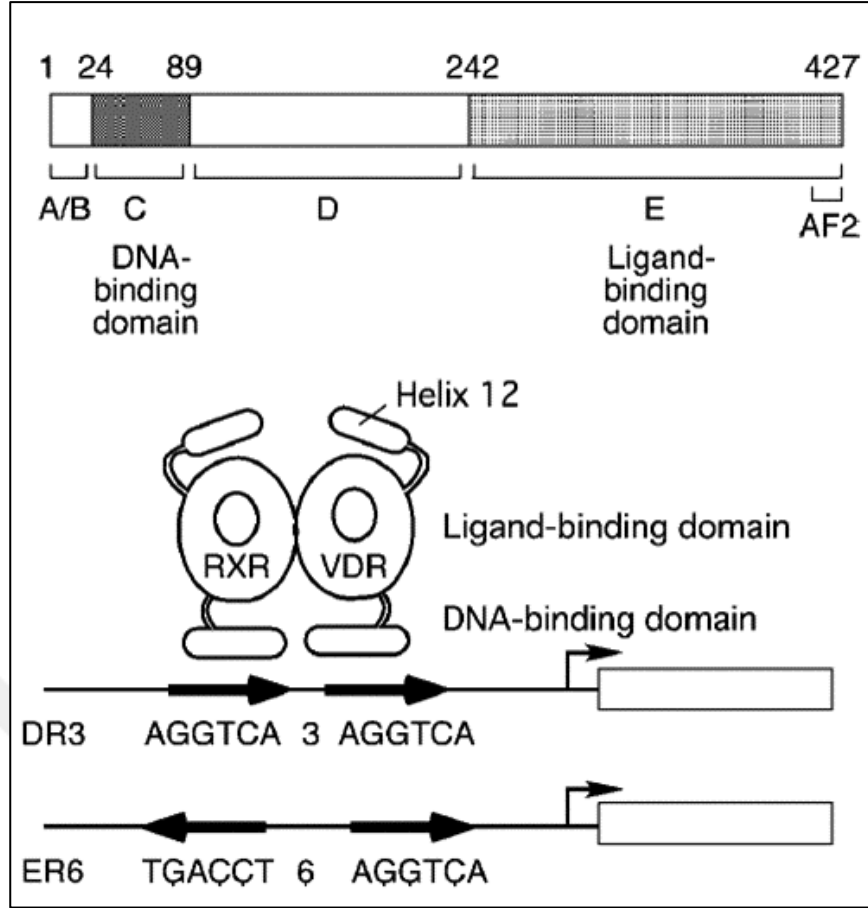 1 24 89 242 427
A/B C D E
AF2
DNA-
binding
domain
Ligand-
binding
domain
Helix 12
RXR VDR
Ligand-binding domain
DNA-binding domain
DR3 AGGTCA 3 AGGTCA
ER6 TGACCT 6 AGGTCA